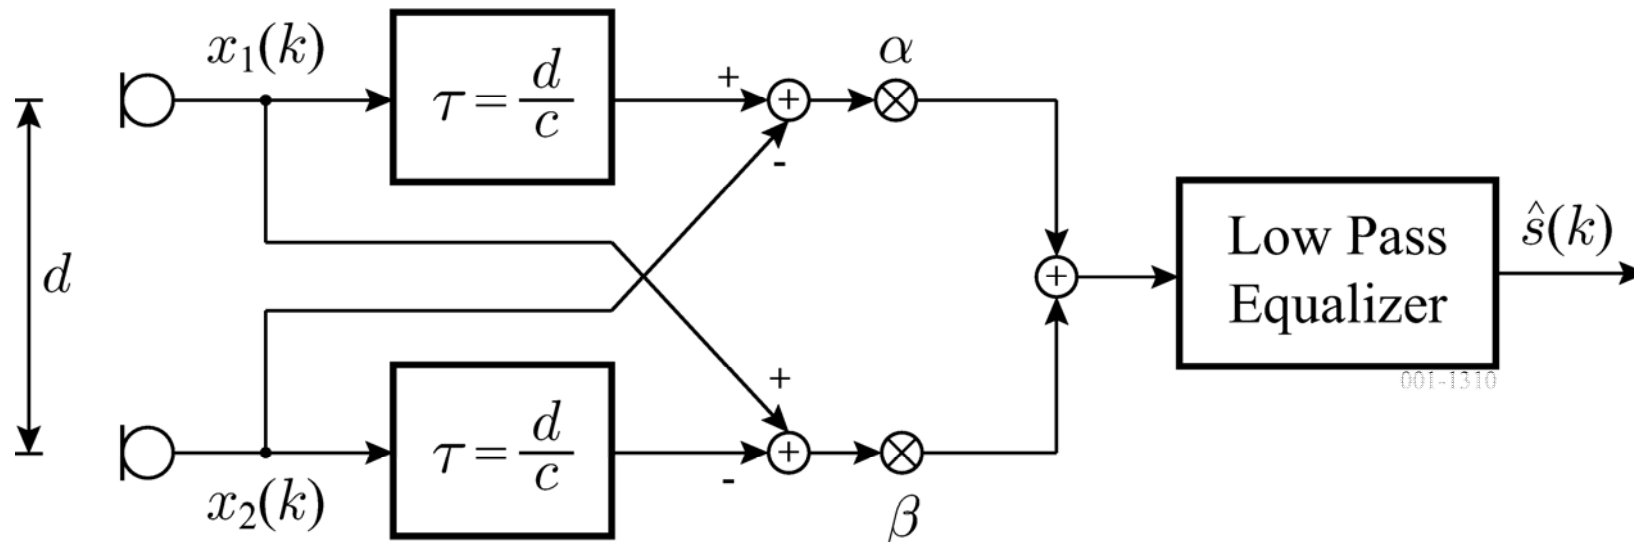 x₁(k)
τ = d/c
+
+
-
α
d
τ = d/c
x₂(k)
+
+
-
β
+
Low Pass
Equalizer
ŝ(k)
001-1310